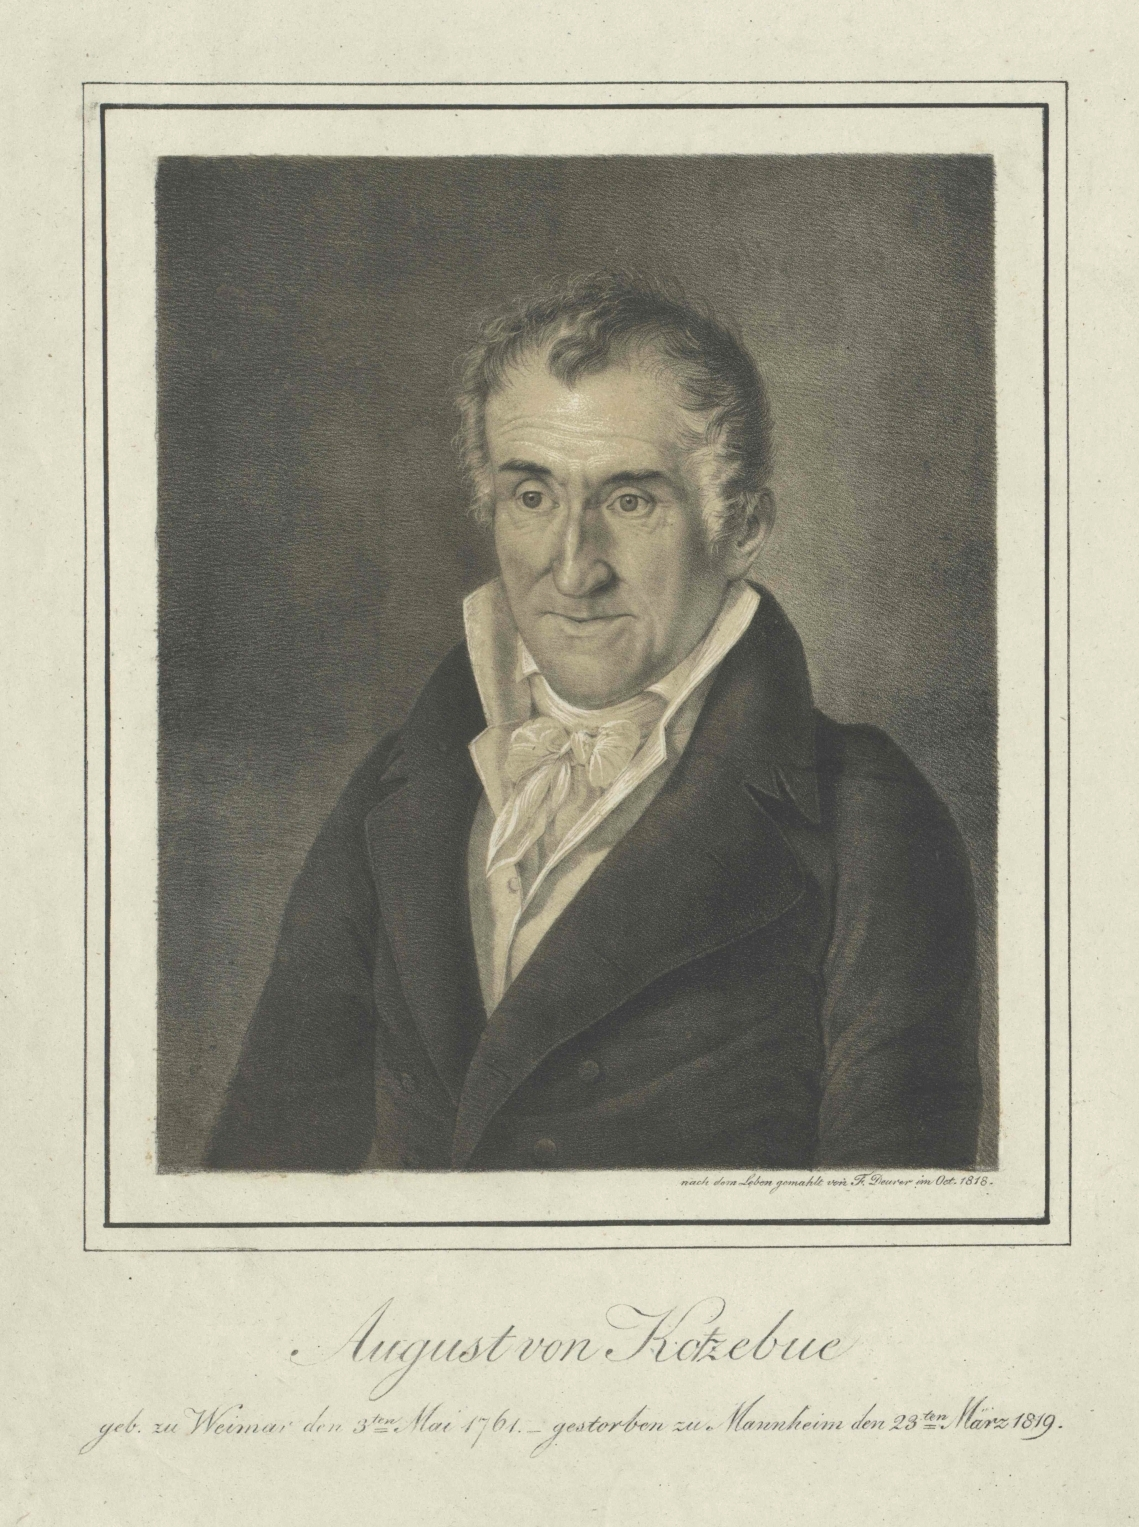 nach dem Leben gemahlt von F. Deurer im Oct. 1818.
August von Kotzebue
geb. zu Weimar den 3ten Mai 1761. – gestorben zu Mannheim den 23ten März 1819.